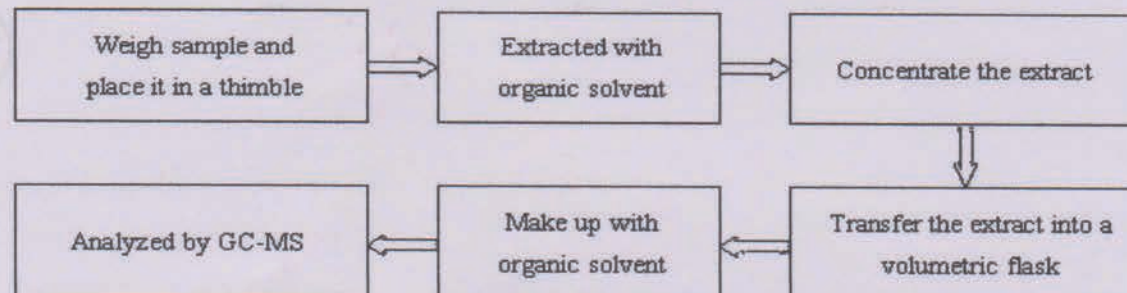 Weigh sample and
place it in a thimble
Extracted with
organic solvent
Concentrate the extract
Transfer the extract into a
volumetric flask
Make up with
organic solvent
Analyzed by GC-MS